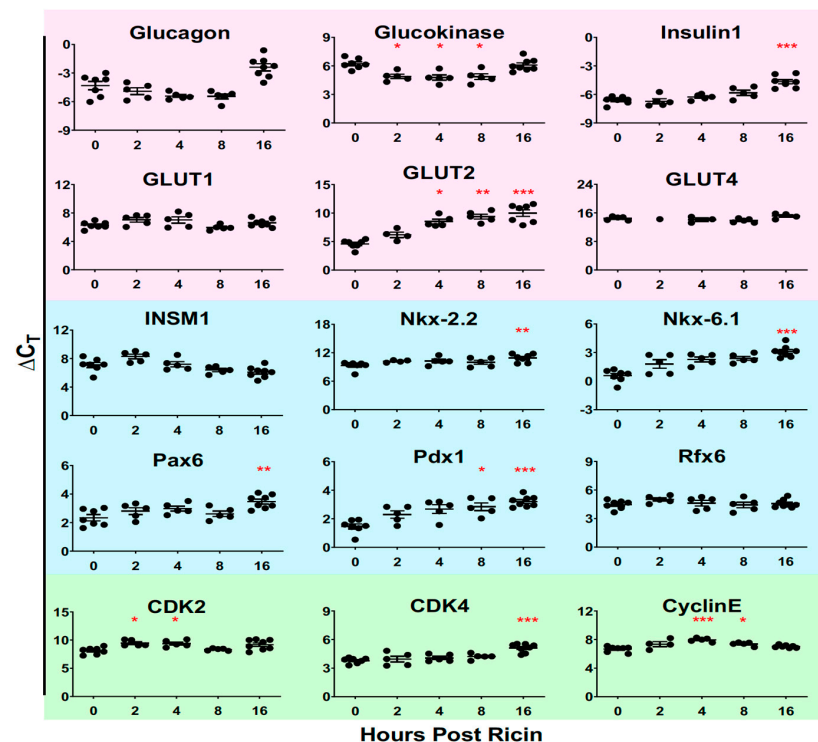 Glucagon Glucokinase Insulin1
0 9 0
-3 6 -3
* * * ***
-6 3 -6
-9 0 -9
0 2 4 8 16 0 2 4 8 16 0 2 4 8 16
GLUT1 GLUT2 GLUT4
12 15 24
* ** ***
8 10 16
4 5 8
0 0 0
0 2 4 8 16 0 2 4 8 16 0 2 4 8 16
INSM1 Nkx-2.2 Nkx-6.1
12 18 6
** ***
8 12 3
4 6 0
0 0 -3
0 2 4 8 16 0 2 4 8 16 0 2 4 8 16
Pax6 Pdx1 Rfx6
6 6 9
** * ***
4 4 6
2 2 3
0 0 0
0 2 4 8 16 0 2 4 8 16 0 2 4 8 16
CDK2 CDK4 CyclinE
15 9 12
* * *** *** *
10 6 8
5 3 4
0 0 0
0 2 4 8 16 0 2 4 8 16 0 2 4 8 16
ΔCT
Hours Post Ricin